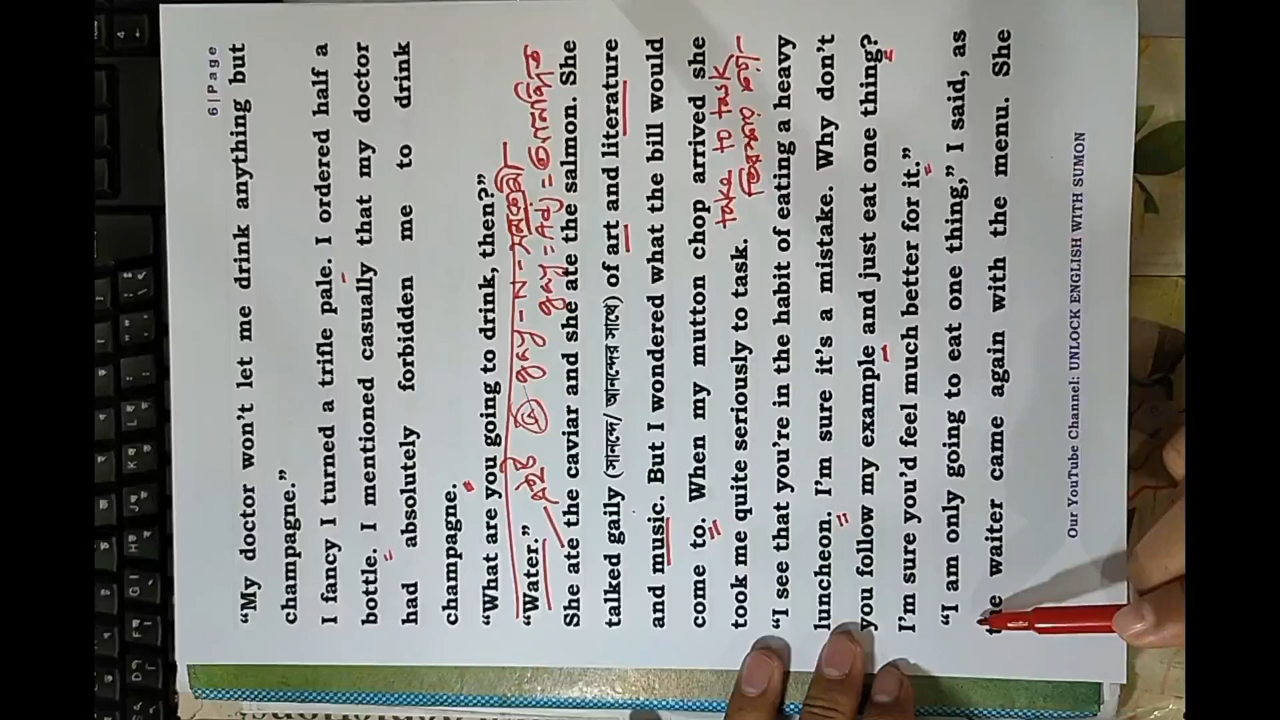 6 | Page
“My doctor won’t let me drink anything but
champagne.”
I fancy I turned a trifle pale. I ordered half a
bottle. I mentioned casually that my doctor
had absolutely forbidden me to drink
champagne.
“What are you going to drink, then?”
“Water.”
gay – N – সমকামী
gay = Adj = আনন্দিত
She ate the caviar and she ate the salmon. She
talked gaily (সানন্দে/ আনন্দের সাথে) of art and literature
and music. But I wondered what the bill would
come to. When my mutton chop arrived she
took me quite seriously to task.
take to task
তিরস্কার করা
“I see that you’re in the habit of eating a heavy
luncheon. I’m sure it’s a mistake. Why don’t
you follow my example and just eat one thing?
I’m sure you’d feel much better for it.”
“I am only going to eat one thing,” I said, as
the waiter came again with the menu. She
Our YouTube Channel: UNLOCK ENGLISH WITH SUMON